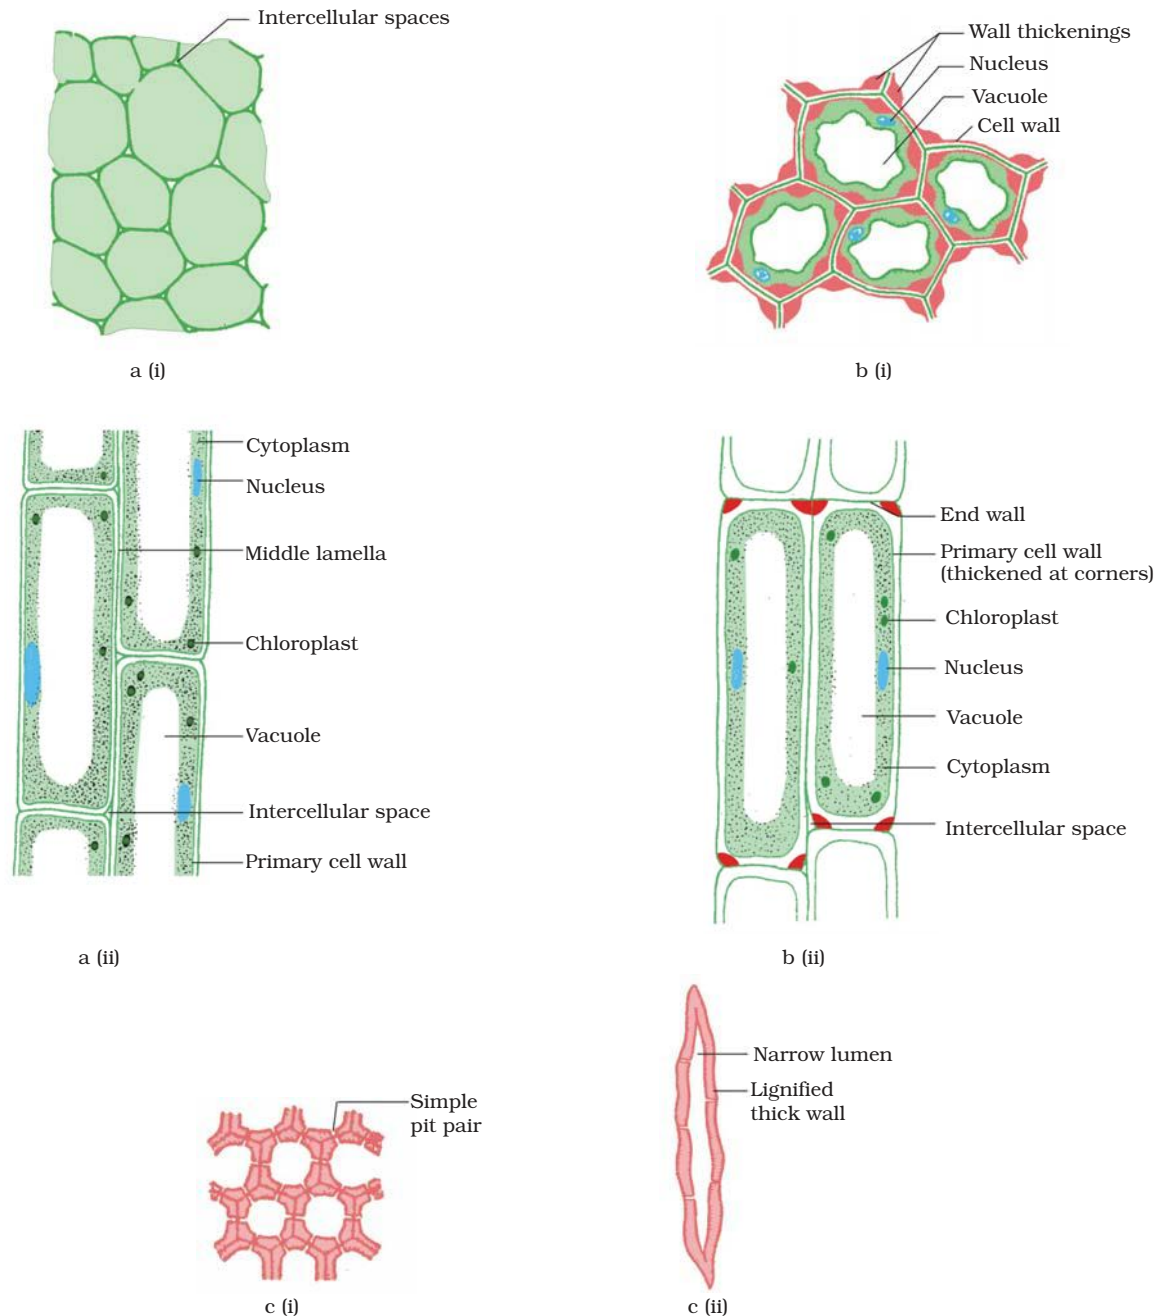 Intercellular spaces
a (i)
Wall thickenings
Nucleus
Vacuole
Cell wall
b (i)
Cytoplasm
Nucleus
Middle lamella
Chloroplast
Vacuole
Intercellular space
Primary cell wall
a (ii)
End wall
Primary cell wall
(thickened at corners)
Chloroplast
Nucleus
Vacuole
Cytoplasm
Intercellular space
b (ii)
Simple
pit pair
c (i)
Narrow lumen
Lignified
thick wall
c (ii)